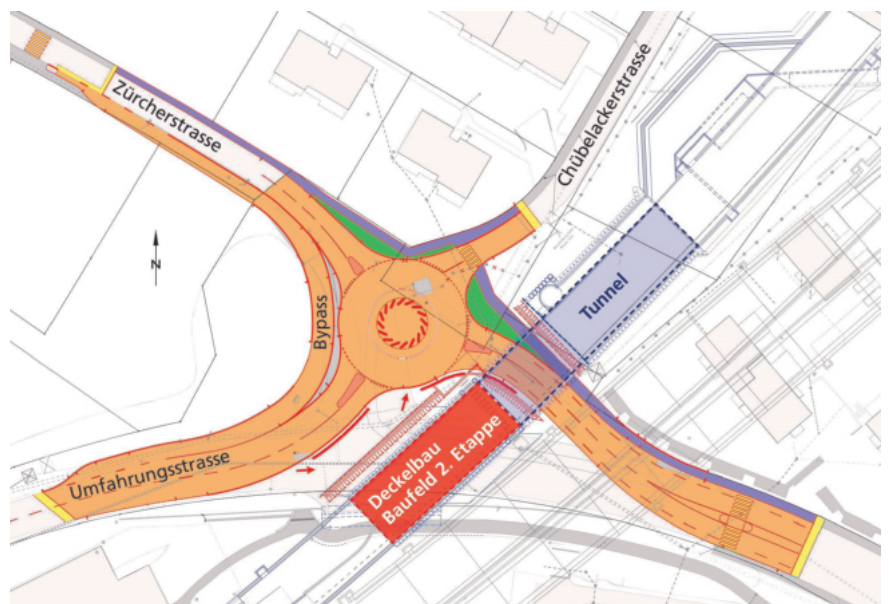 Zürcherstrasse
Chübelackerstrasse
N
Tunnel
Bypass
Umfahrungsstrasse
Deckelbau
Baufeld 2. Etappe